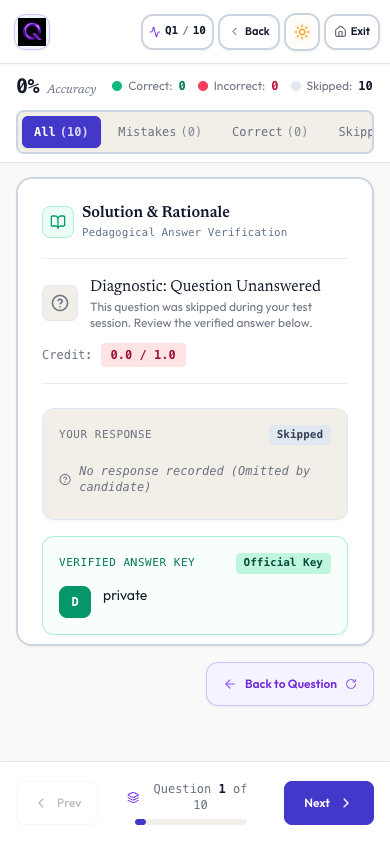 Q
Q1 / 10
Back
Exit
0% Accuracy
Correct: 0
Incorrect: 0
Skipped: 10
All (10)
Mistakes (0)
Correct (0)
Skipp
Solution & Rationale
Pedagogical Answer Verification
Diagnostic: Question Unanswered
This question was skipped during your test
session. Review the verified answer below.
Credit: 0.0 / 1.0
YOUR RESPONSE
Skipped
No response recorded (Omitted by
candidate)
VERIFIED ANSWER KEY
Official Key
D
private
Back to Question
Prev
Question 1 of
10
Next